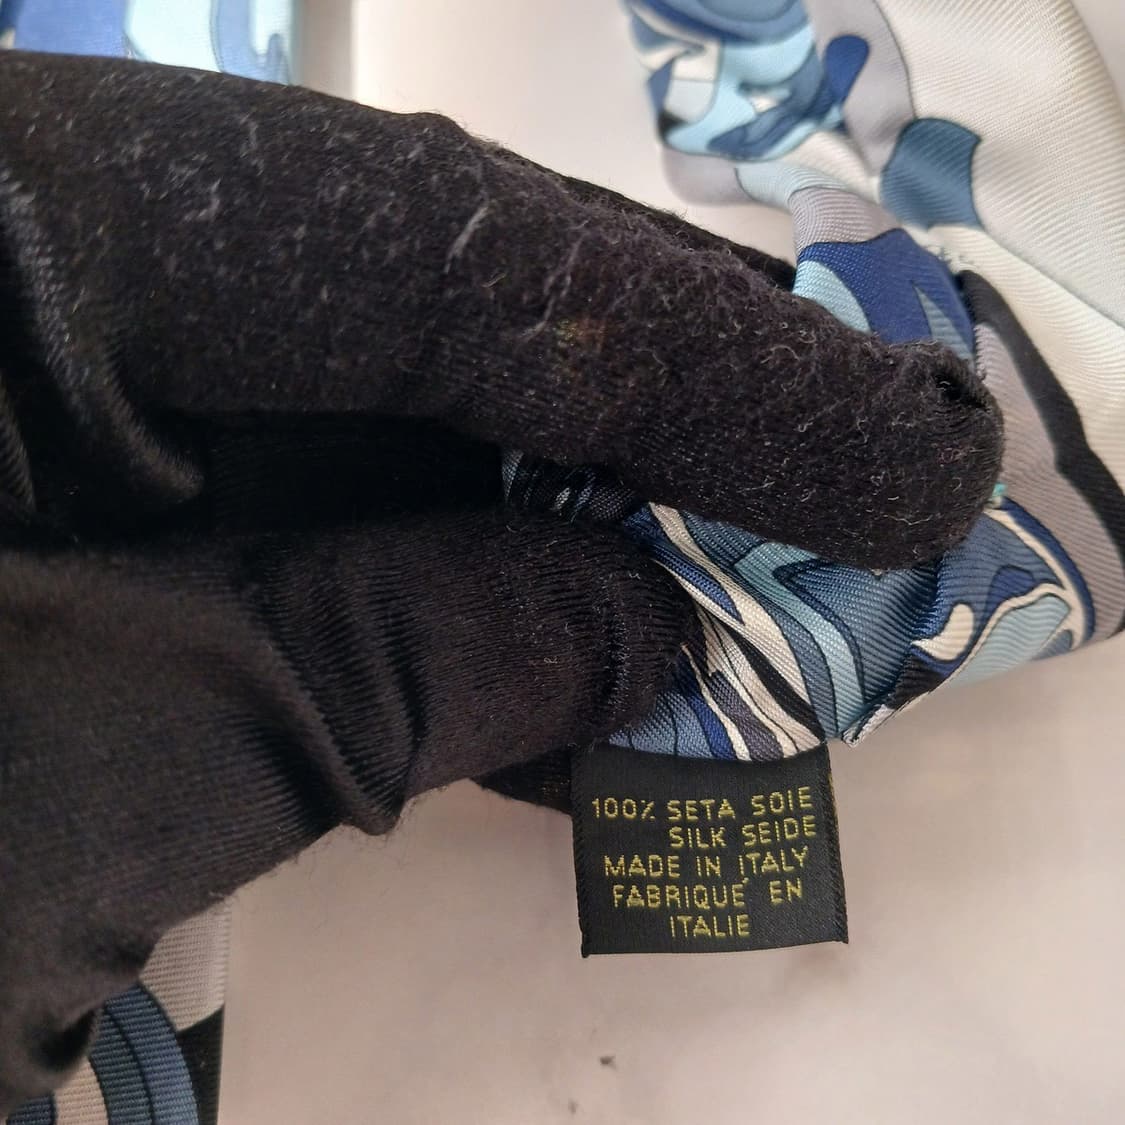 100% SETA SOIE
SILK SEIDE
MADE IN ITALY
FABRIQUÉ EN
ITALIE